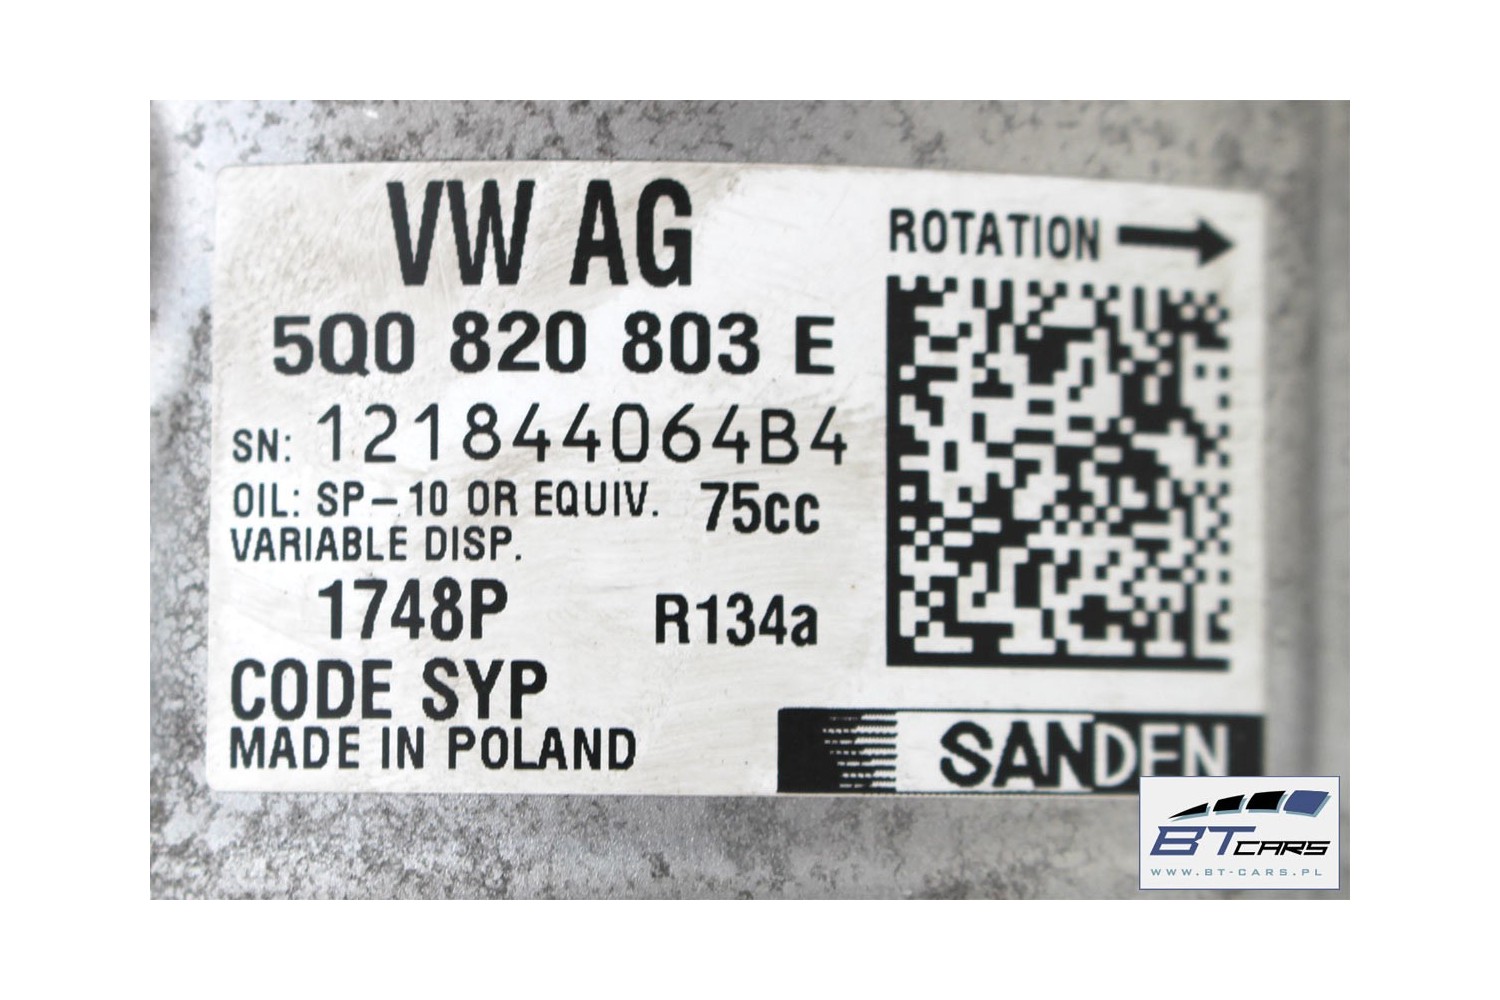 VW AG
5Q0 820 803 E
SN: 121844064B4
OIL: SP-10 OR EQUIV. 75cc
VARIABLE DISP.
1748P R134a
CODE SYP
MADE IN POLAND
ROTATION
SANDEN
BT CARS
WWW.BT-CARS.PL